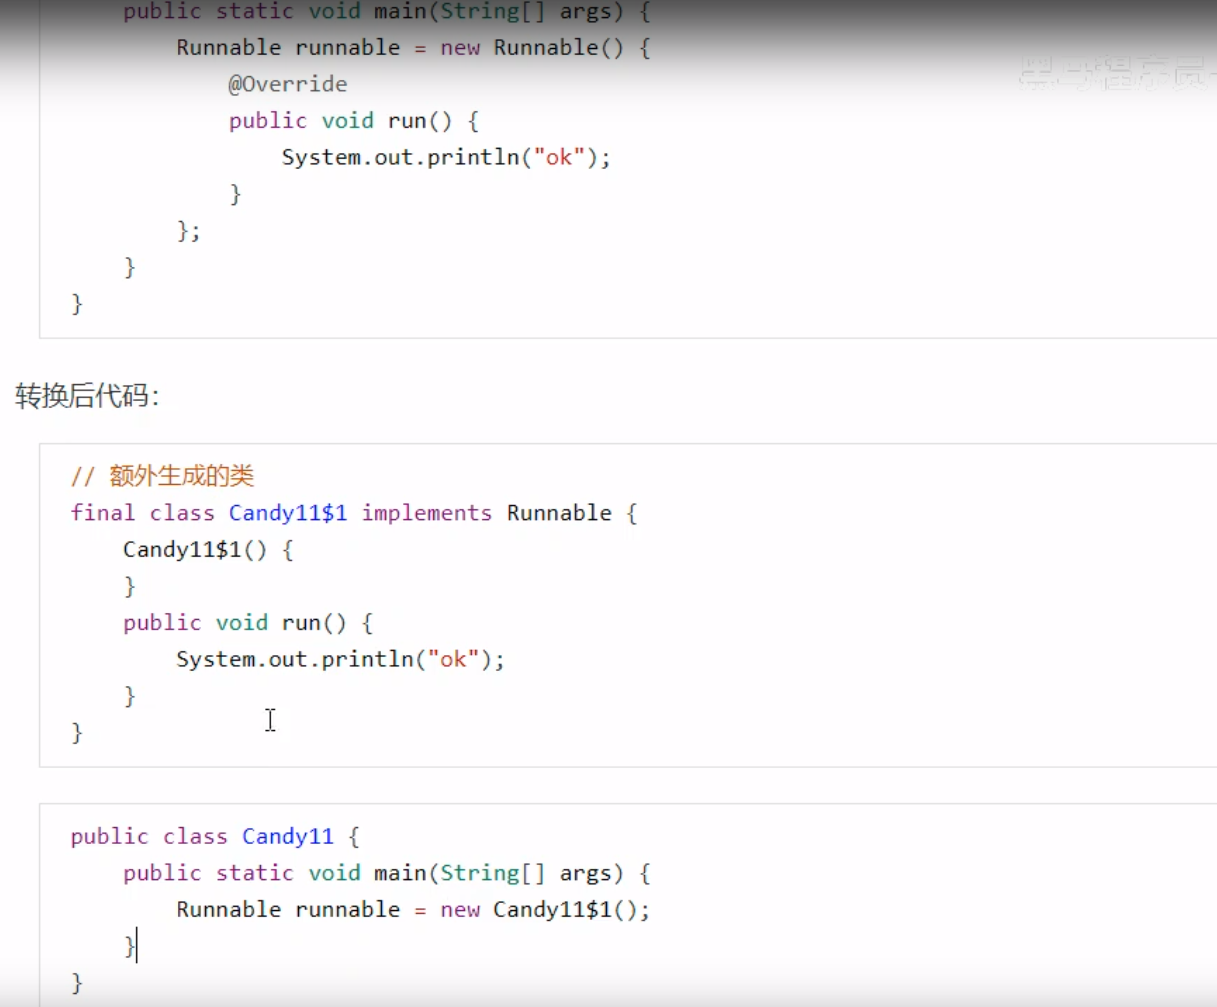 public static void main(String[] args) {
Runnable runnable = new Runnable() {
@Override
public void run() {
System.out.println("ok");
}
};
}
}
转换后代码：
// 额外生成的类
final class Candy11$1 implements Runnable {
Candy11$1() {
}
public void run() {
System.out.println("ok");
}
}
public class Candy11 {
public static void main(String[] args) {
Runnable runnable = new Candy11$1();
}
}